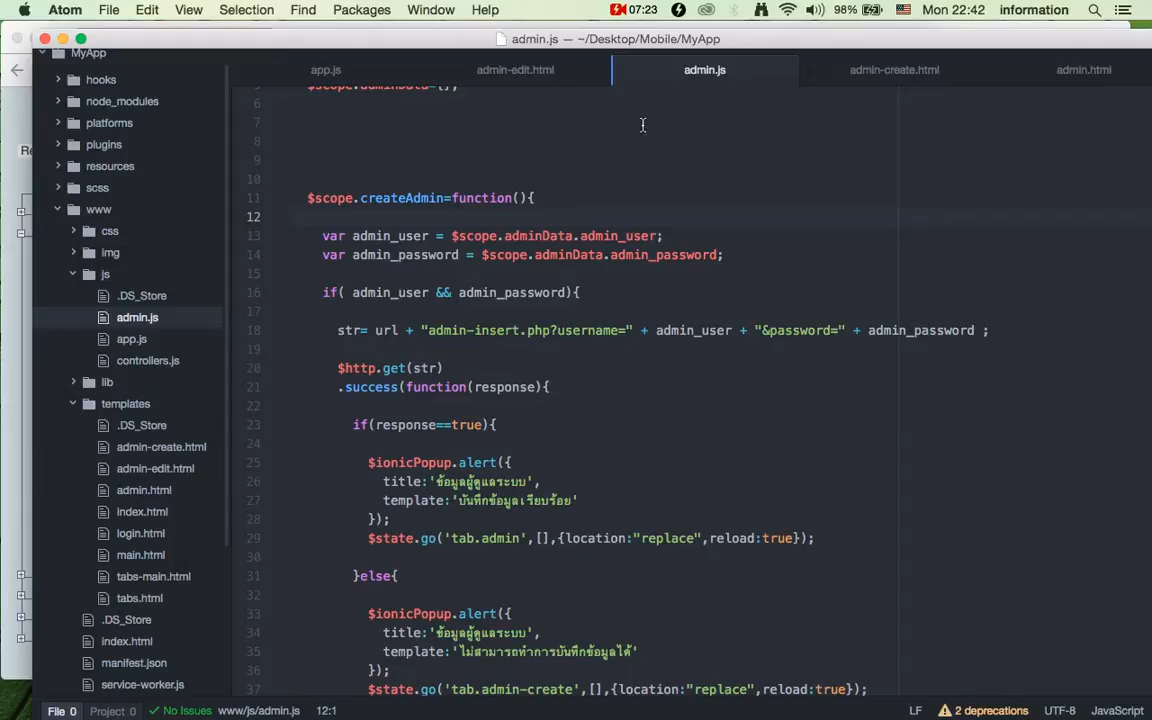 Atom File Edit View Selection Find Packages Window Help 07:23 98% Mon 22:42 information
admin.js — ~/Desktop/Mobile/MyApp
MyApp
hooks
node_modules
platforms
plugins
resources
scss
www
css
img
js
.DS_Store
admin.js
app.js
controllers.js
lib
templates
.DS_Store
admin-create.html
admin-edit.html
admin.html
index.html
login.html
main.html
tabs-main.html
tabs.html
.DS_Store
index.html
manifest.json
service-worker.js
app.js admin-edit.html admin.js admin-create.html admin.html
5 $scope.adminData={};
6
7
8
9
10
11 $scope.createAdmin=function(){
12
13 var admin_user = $scope.adminData.admin_user;
14 var admin_password = $scope.adminData.admin_password;
15
16 if( admin_user && admin_password){
17
18 str= url + "admin-insert.php?username=" + admin_user + "&password=" + admin_password ;
19
20 $http.get(str)
21 .success(function(response){
22
23 if(response==true){
24
25 $ionicPopup.alert({
26 title:'ข้อมูลผู้ดูแลระบบ',
27 template:'บันทึกข้อมูลเรียบร้อย'
28 });
29 $state.go('tab.admin',[],{location:"replace",reload:true});
30
31 }else{
32
33 $ionicPopup.alert({
34 title:'ข้อมูลผู้ดูแลระบบ',
35 template:'ไม่สามารถทำการบันทึกข้อมูลได้'
36 });
37 $state.go('tab.admin-create',[],{location:"replace",reload:true});
File 0 Project 0 No Issues www/js/admin.js 12:1 LF 2 deprecations UTF-8 JavaScript